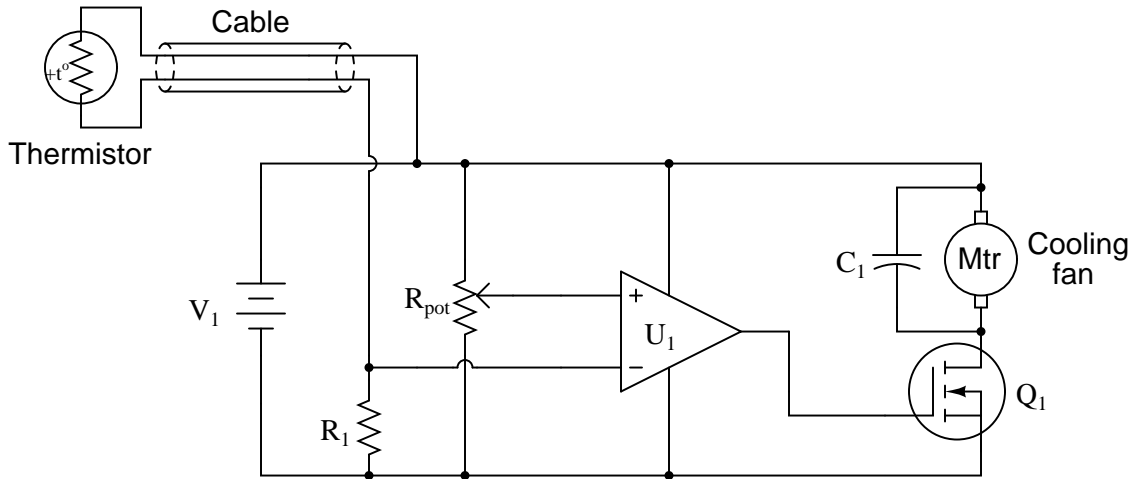 Cable
+t°
Thermistor
V₁
R₁
Rpot
+
−
U₁
C₁
Mtr
Cooling
fan
Q₁